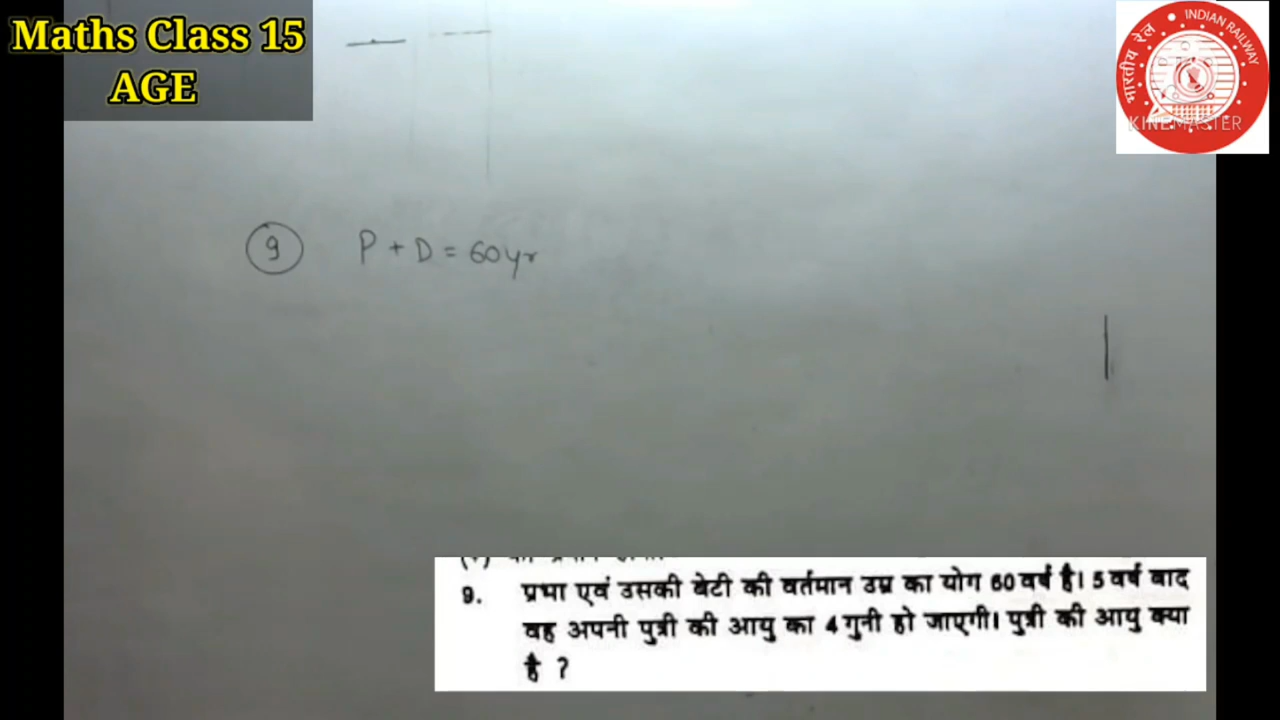 Maths Class 15
AGE
भारतीय रेल INDIAN RAILWAY
KINEMASTER
9 P + D = 60yr
9. प्रभा एवं उसकी बेटी की वर्तमान उम्र का योग 60 वर्ष है। 5 वर्ष बाद
वह अपनी पुत्री की आयु का 4 गुनी हो जाएगी। पुत्री की आयु क्या
है ?